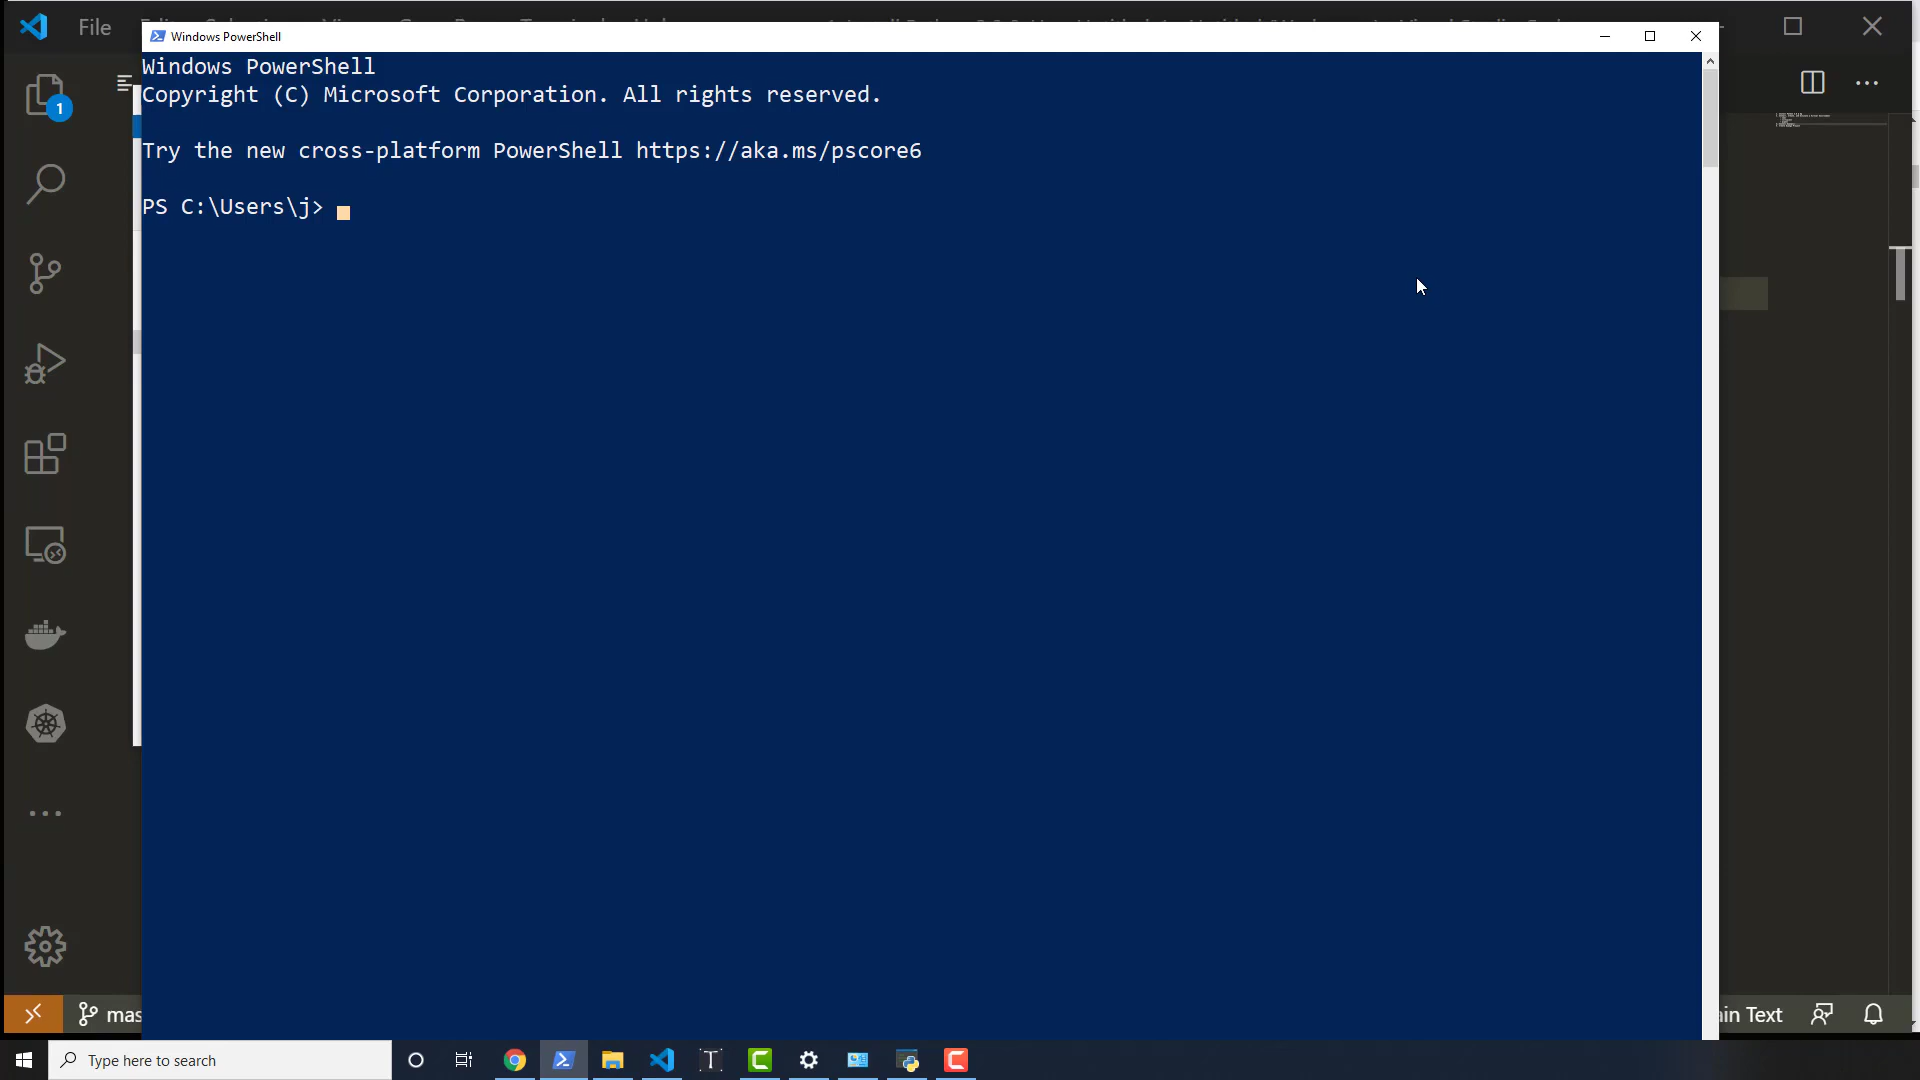 File
Windows PowerShell
Windows PowerShell
Copyright (C) Microsoft Corporation. All rights reserved.
Try the new cross-platform PowerShell https://aka.ms/pscore6
PS C:\Users\j>
1
mas
ain Text
Type here to search